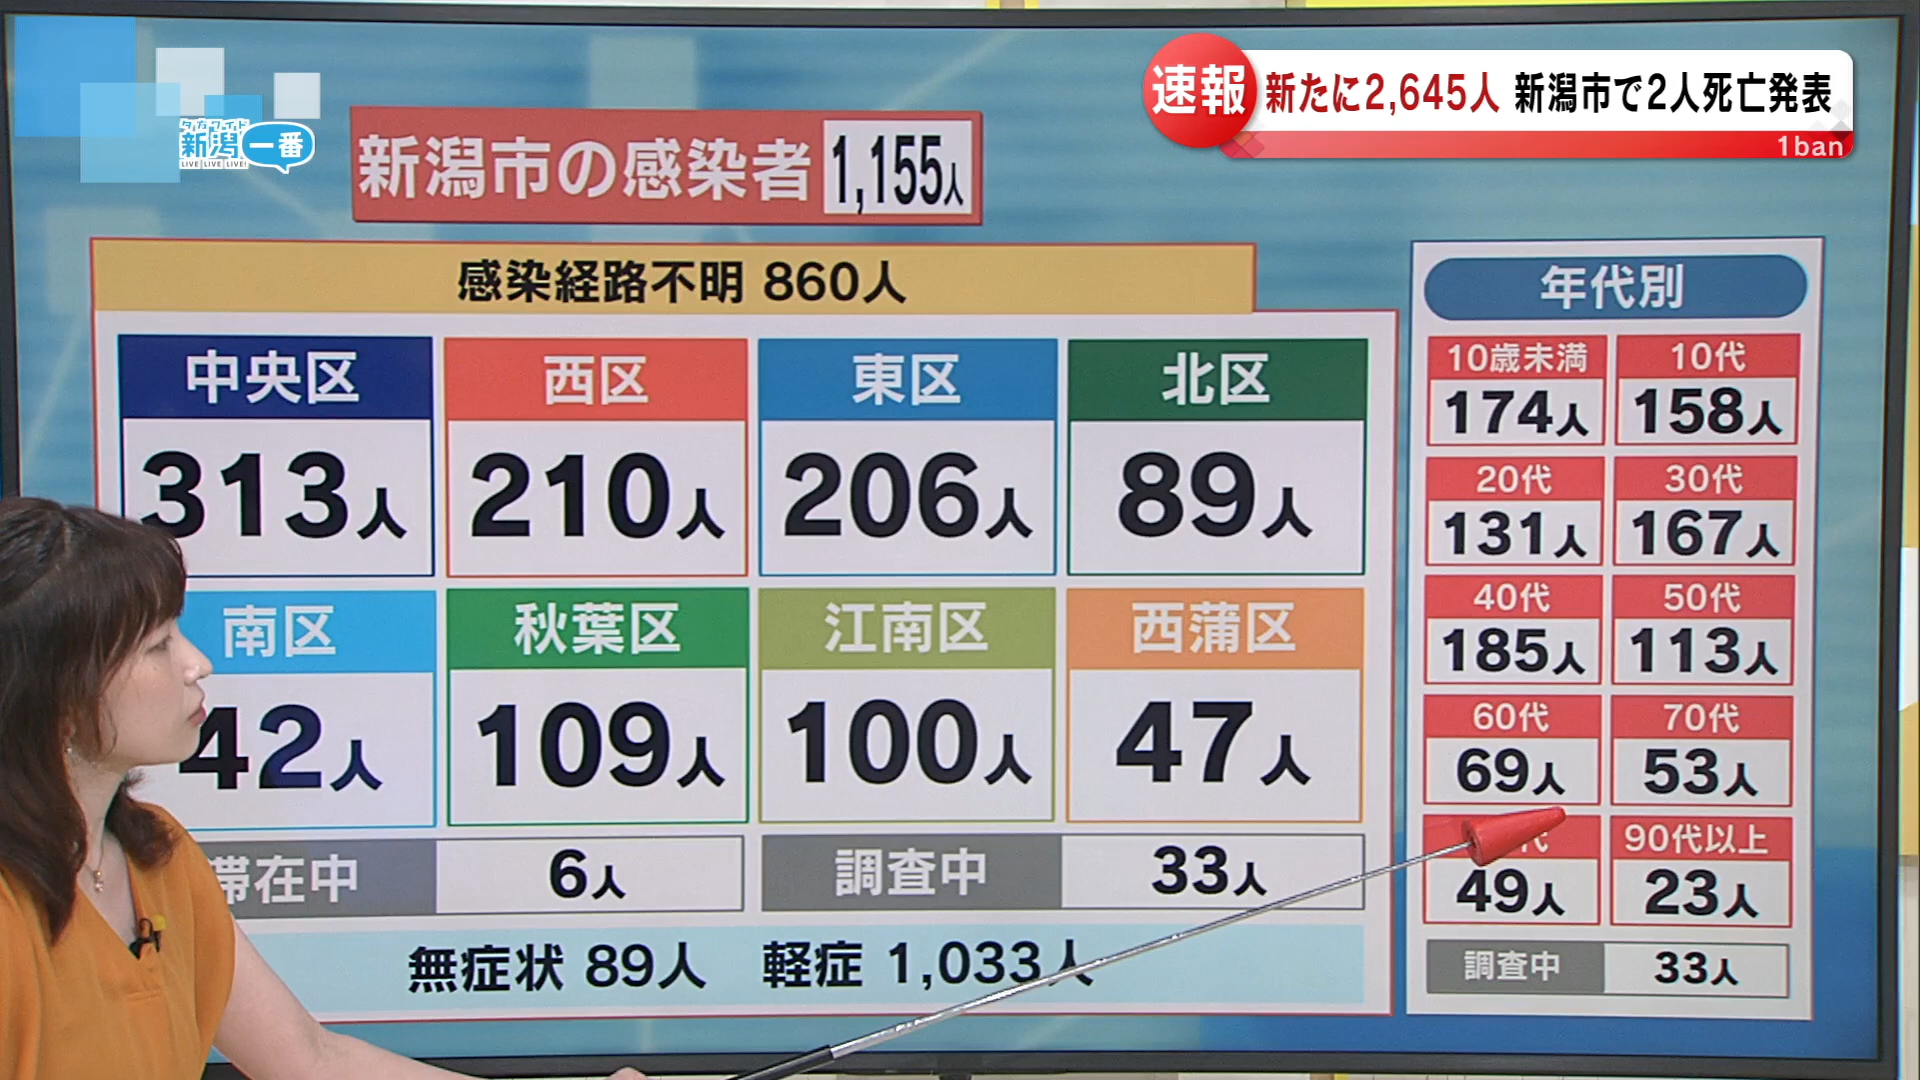 夕方ワイド
新潟一番
LIVE LIVE LIVE!
速報 新たに2,645人 新潟市で2人死亡発表
1ban
新潟市の感染者 1,155人
感染経路不明 860人
中央区 西区 東区 北区
313人 210人 206人 89人
南区 秋葉区 江南区 西蒲区
42人 109人 100人 47人
滞在中 6人 調査中 33人
無症状 89人 軽症 1,033人
年代別
10歳未満 10代
174人 158人
20代 30代
131人 167人
40代 50代
185人 113人
60代 70代
69人 53人
代 90代以上
49人 23人
調査中 33人